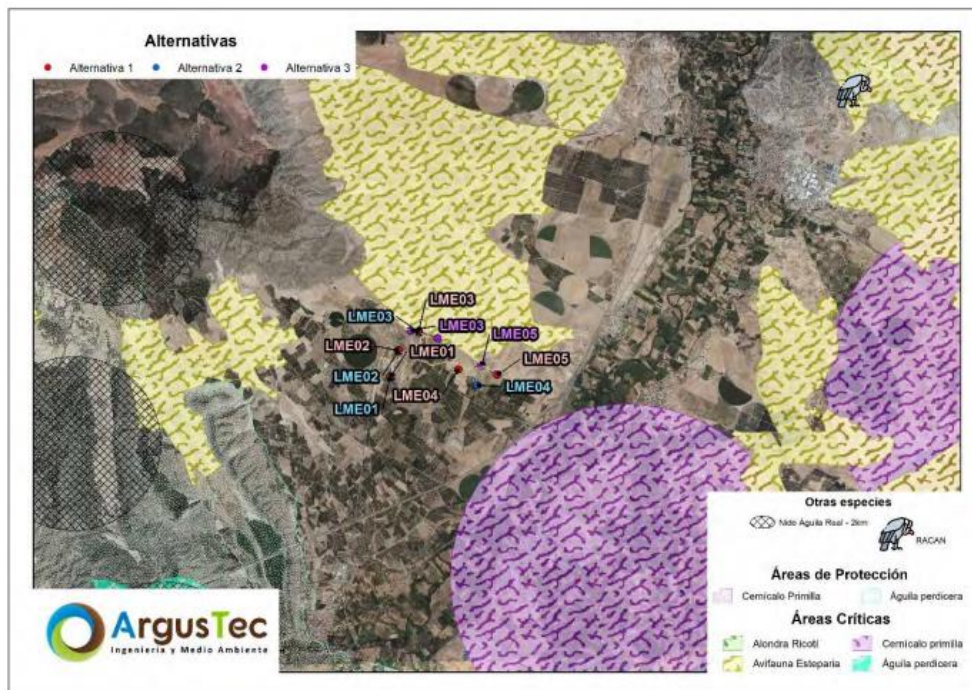 Alternativas
Alternativa 1 Alternativa 2 Alternativa 3
LME03
LME03
LME03
LME02
LME01
LME05
LME05
LME02
LME04
LME04
LME01
Otras especies
Nido Águila Real - 2km
RACAN
Áreas de Protección
Cernícalo Primilla Águila perdicera
Áreas Críticas
Alondra Ricotí Cernícalo primilla
Avifauna Esteparia Águila perdicera
ArgusTec
Ingeniería y Medio Ambiente